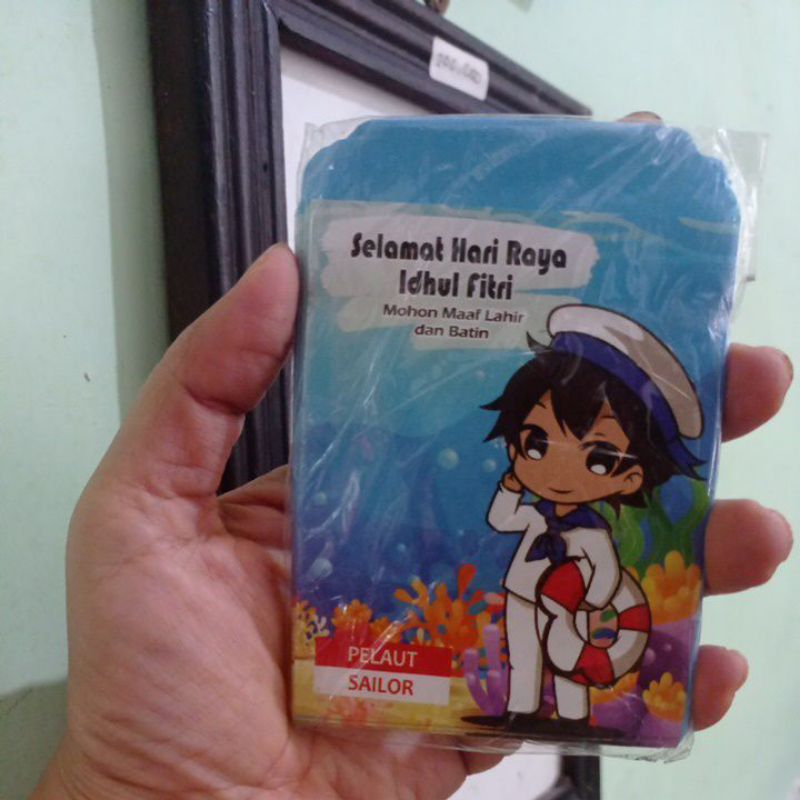 Selamat Hari Raya
Idhul Fitri
Mohon Maaf Lahir
dan Batin
PELAUT
SAILOR